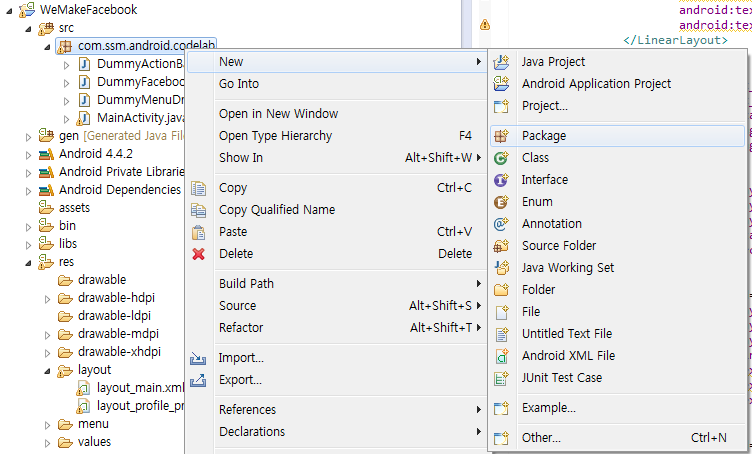 WeMakeFacebook
src
com.ssm.android.codelab
DummyActionBa
DummyFacebook
DummyMenuDr
MainActivity.java
gen [Generated Java File
Android 4.4.2
Android Private Libraries
Android Dependencies
assets
bin
libs
res
drawable
drawable-hdpi
drawable-ldpi
drawable-mdpi
drawable-xhdpi
layout
layout_main.xml
layout_profile_pr
menu
values
New
Go Into
Open in New Window
Open Type Hierarchy F4
Show In Alt+Shift+W
Copy Ctrl+C
Copy Qualified Name
Paste Ctrl+V
Delete Delete
Build Path
Source Alt+Shift+S
Refactor Alt+Shift+T
Import...
Export...
References
Declarations
android:te
android:te
</LinearLayout>
Java Project
Android Application Project
Project...
Package
Class
Interface
Enum
Annotation
Source Folder
Java Working Set
Folder
File
Untitled Text File
Android XML File
JUnit Test Case
Example...
Other... Ctrl+N